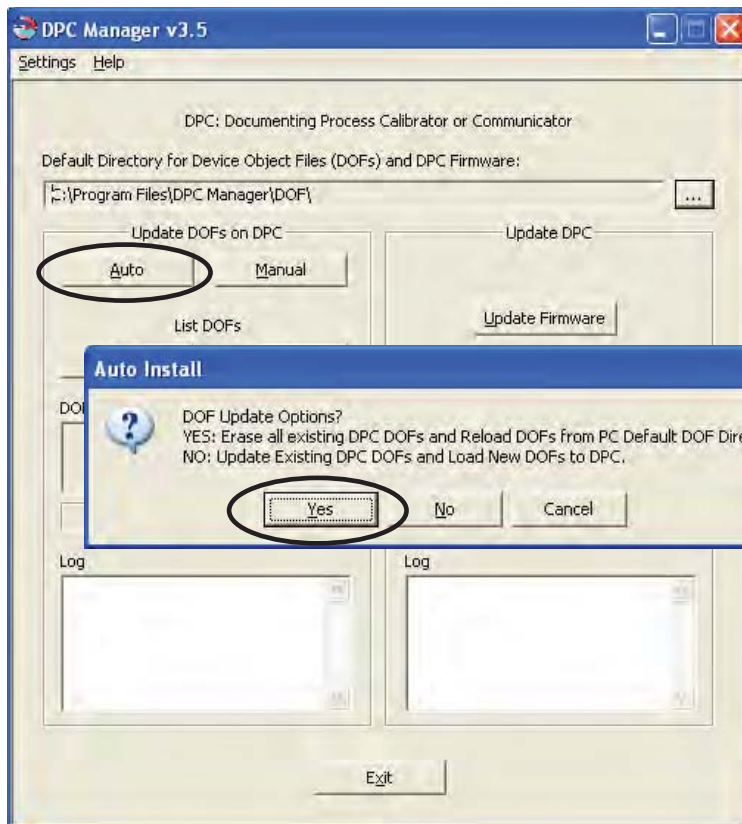 DPC Manager v3.5
Settings Help
DPC: Documenting Process Calibrator or Communicator
Default Directory for Device Object Files (DOFs) and DPC Firmware:
C:\Program Files\DPC Manager\DOF\
...
Update DOFs on DPC
Update DPC
Auto
Manual
List DOFs
Update Firmware
Auto Install
DOF Update Options?
YES: Erase all existing DPC DOFs and Reload DOFs from PC Default DOF Dire
NO: Update Existing DPC DOFs and Load New DOFs to DPC.
Yes
No
Cancel
Log
Log
Exit